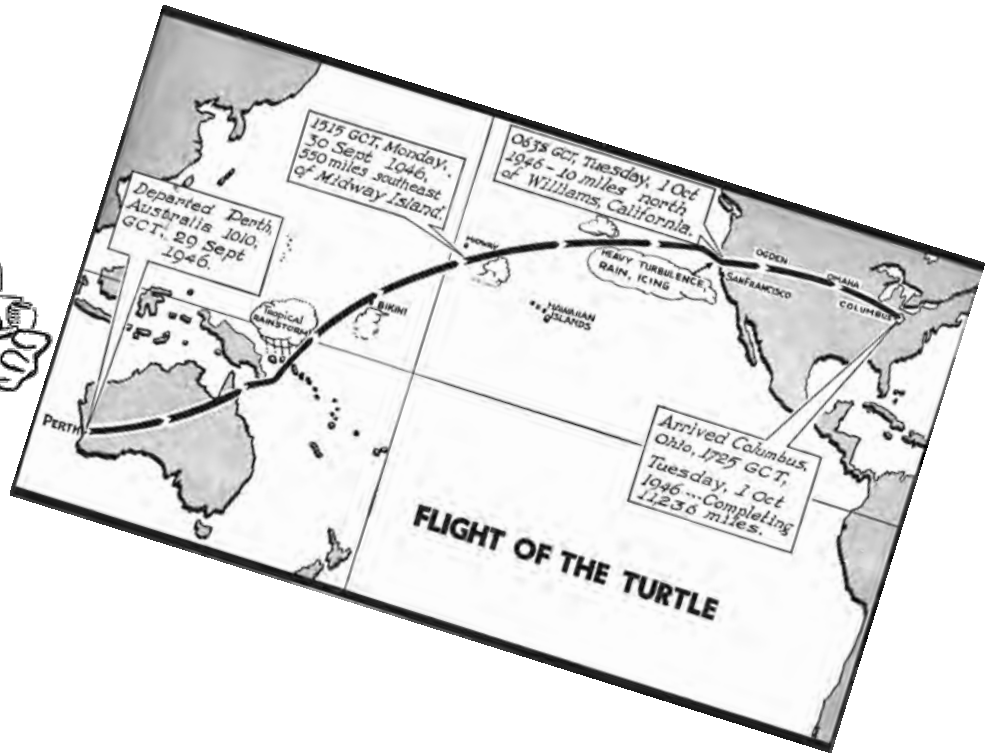 1515 GCT, Monday,
30 Sept 1946,
550 miles southeast
of Midway Island.
0638 GCT, Tuesday, 1 Oct
1946 - 10 miles north
of Williams, California.
Departed Perth,
Australia 1010,
GCT, 29 Sept
1946.
MIDWAY
HEAVY TURBULENCE
RAIN, ICING
OGDEN
OMAHA
SAN FRANCISCO
COLUMBUS
Tropical
RAINSTORM
BIKINI
HAWAIIAN
ISLANDS
PERTH
Arrived Columbus,
Ohio, 1725 GCT,
Tuesday, 1 Oct
1946---Completing
11,236 miles.
FLIGHT OF THE TURTLE